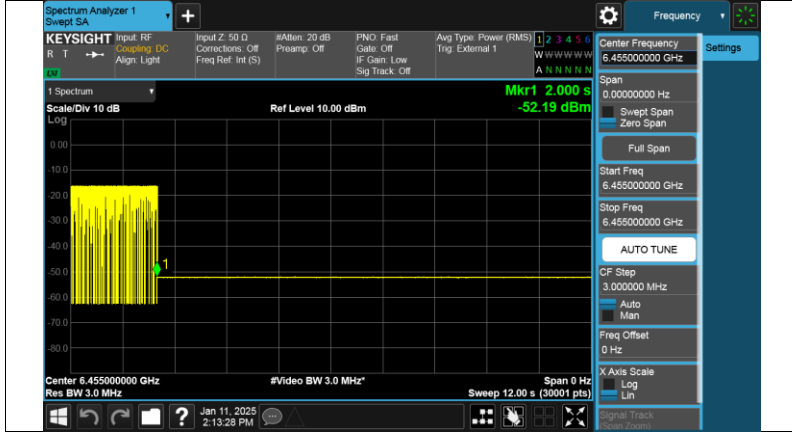 Spectrum Analyzer 1
Swept SA
Frequency
KEYSIGHT
R T
LU
Input: RF
Coupling: DC
Align: Light
Input Z: 50 Ω
Corrections: Off
Freq Ref: Int (S)
#Atten: 20 dB
Preamp: Off
PNO: Fast
Gate: Off
IF Gain: Low
Sig Track: Off
Avg Type: Power (RMS)
Trig: External 1
1 2 3 4 5 6
W W W W W W
A N N N N N
Settings
1 Spectrum
Scale/Div 10 dB
Ref Level 10.00 dBm
Mkr1 2.000 s
-52.19 dBm
Log
0.00
-10.0
-20.0
-30.0
-40.0
-50.0
-60.0
-70.0
-80.0
1
Center 6.455000000 GHz
Res BW 3.0 MHz
#Video BW 3.0 MHz*
Span 0 Hz
Sweep 12.00 s (30001 pts)
Center Frequency
6.455000000 GHz
Span
0.00000000 Hz
Swept Span
Zero Span
Full Span
Start Freq
6.455000000 GHz
Stop Freq
6.455000000 GHz
AUTO TUNE
CF Step
3.000000 MHz
Auto
Man
Freq Offset
0 Hz
X Axis Scale
Log
Lin
Signal Track
(Span Zoom)
?
Jan 11, 2025
2:13:28 PM